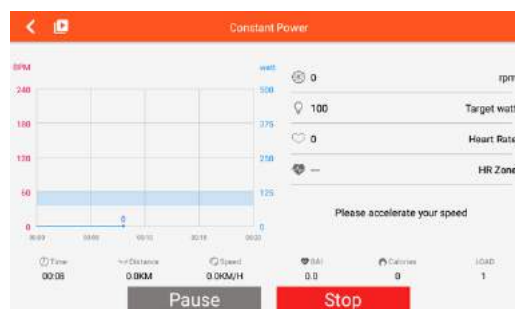 Constant Power
BPM watt
240 500
180 375
120 250
60 125
0 0 0
00:00 00:05 00:10 00:15 00:20
0 rpm
100 Target watt
0 Heart Rate
-- HR Zone
Please accelerate your speed
Time Distance Speed BAI Calories LOAD
00:08 0.0KM 0.0KM/H 0.0 0 1
Pause Stop